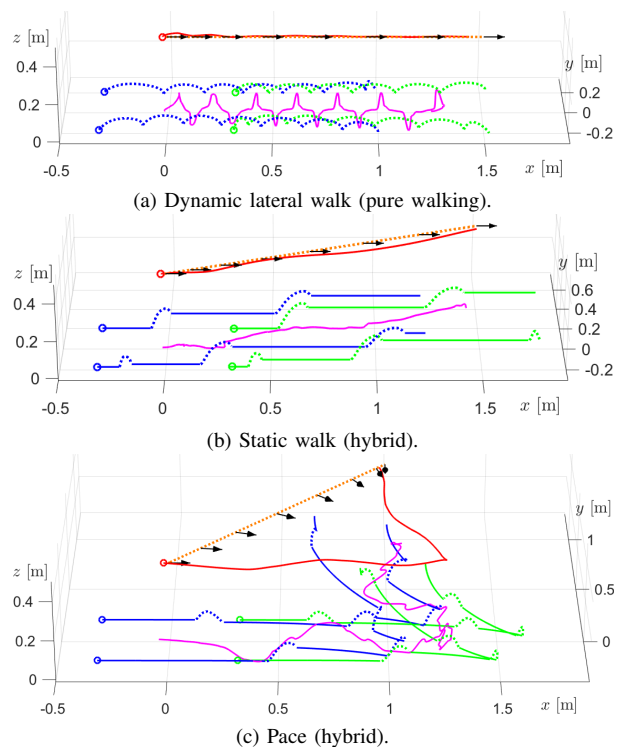 z [m]
0.4
0.2
0
y [m]
0.2
0
-0.2
-0.5
0
0.5
1
1.5
x [m]
(a) Dynamic lateral walk (pure walking).
z [m]
0.4
0.2
0
y [m]
0.6
0.4
0.2
0
-0.2
-0.5
0
0.5
1
1.5
x [m]
(b) Static walk (hybrid).
z [m]
0.4
0.2
0
y [m]
1
0.5
0
-0.5
0
0.5
1
1.5
x [m]
(c) Pace (hybrid).